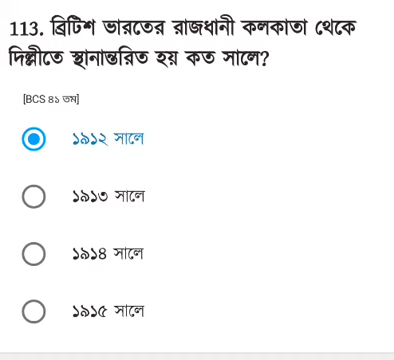 113. ব্রিটিশ ভারতের রাজধানী কলকাতা থেকে
দিল্লীতে স্থানান্তরিত হয় কত সালে?
[BCS ৪১ তম]
১৯১২ সালে
১৯১৩ সালে
১৯১৪ সালে
১৯১৫ সালে